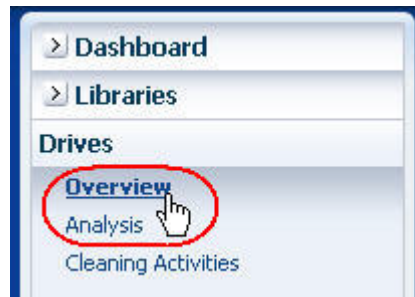 Dashboard
Libraries
Drives
Overview
Analysis
Cleaning Activities